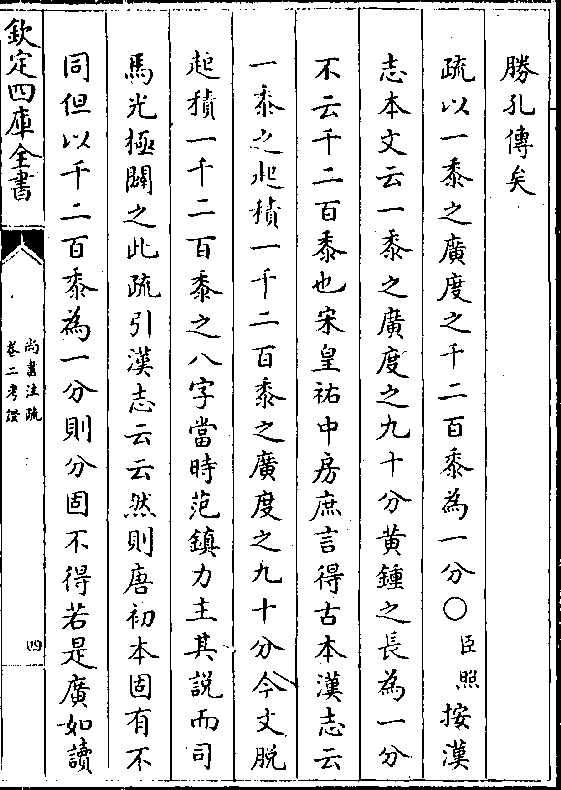 勝孔傳矣
疏以一黍之廣度之千二百黍為一分〇臣照按漢
志本文云一黍之廣度之九十分黄鍾之長為一分
不云千二百黍也宋皇祐中房庶言得古本漢志云
一黍之起積一千二百黍之廣度之九十分今文脱
起積一千二百黍之八字當時范鎮力主其說而司
馬光極闢之此疏引漢志云云然則唐初本固有不
同但以千二百黍為一分則分固不得若是廣如讀
欽定四庫全書
尚書注疏
卷二考證
四